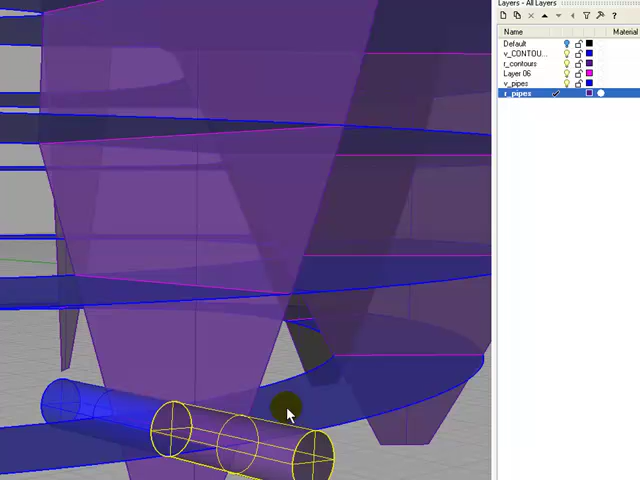 Layers - All Layers
Name Material
Default
v_CONTOU...
r_contours
Layer 06
v_pipes
r_pipes